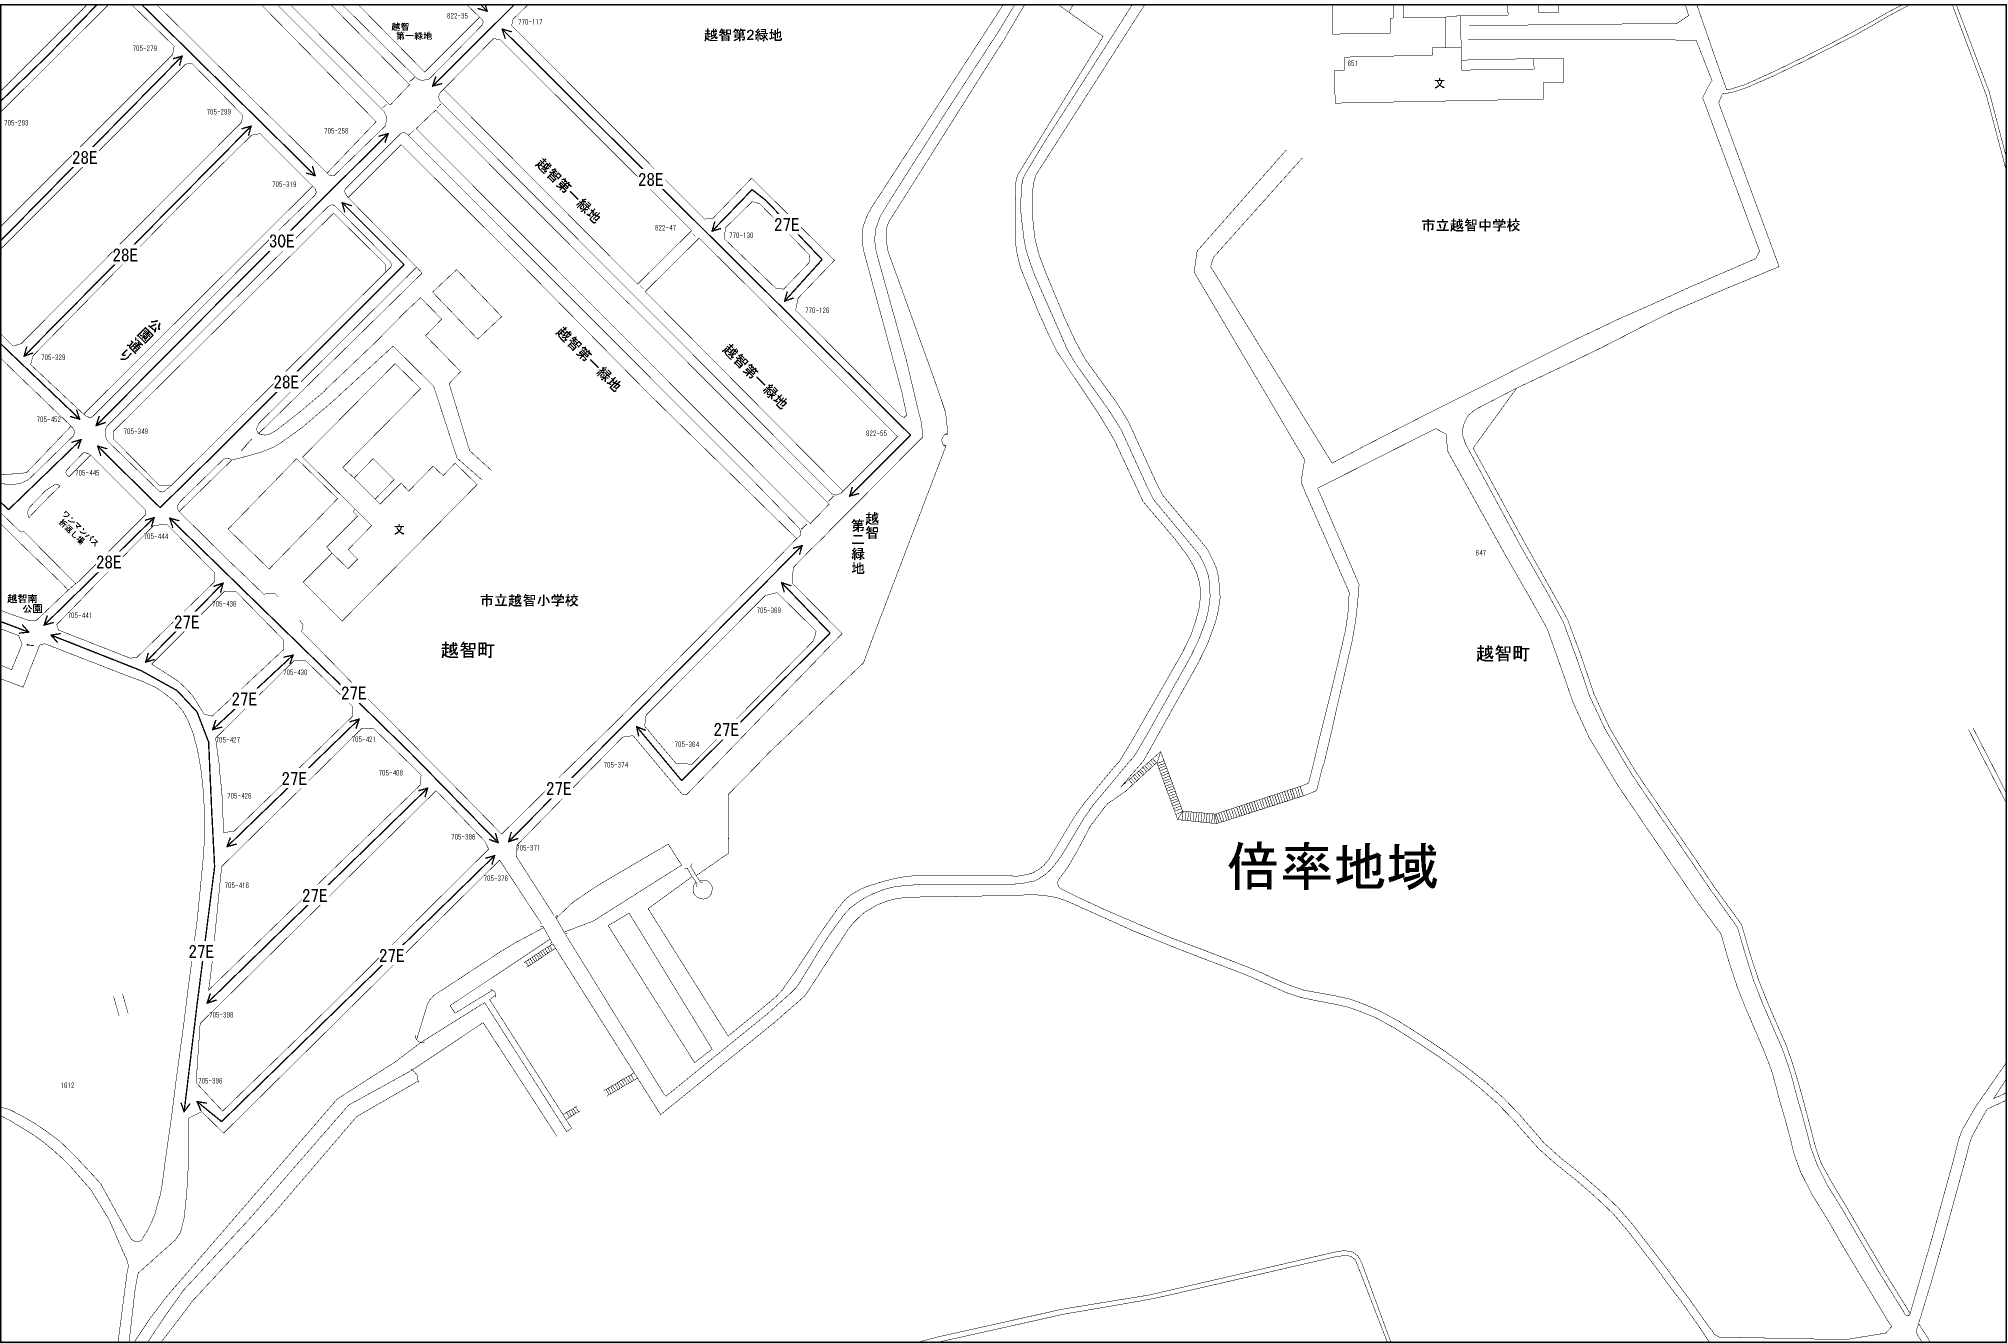 822-35
770-117
越智
第一緑地
越智第2緑地
705-279
651
文
705-299
705-293
705-258
28E
越智第一緑地
28E
705-319
822-47
770-130
27E
市立越智中学校
30E
28E
770-126
公園通り
705-329
越智第一緑地
越智第一緑地
28E
705-452
705-349
822-55
705-445
ワンマンバス
折返し場
705-444
文
越智
第二緑地
647
28E
越智南
公園
705-441
705-436
市立越智小学校
705-369
27E
越智町
越智町
705-430
27E
27E
27E
705-427
705-421
705-364
705-374
705-408
27E
27E
705-426
705-386
705-371
倍率地域
705-376
705-416
27E
27E
27E
705-398
705-396
1612